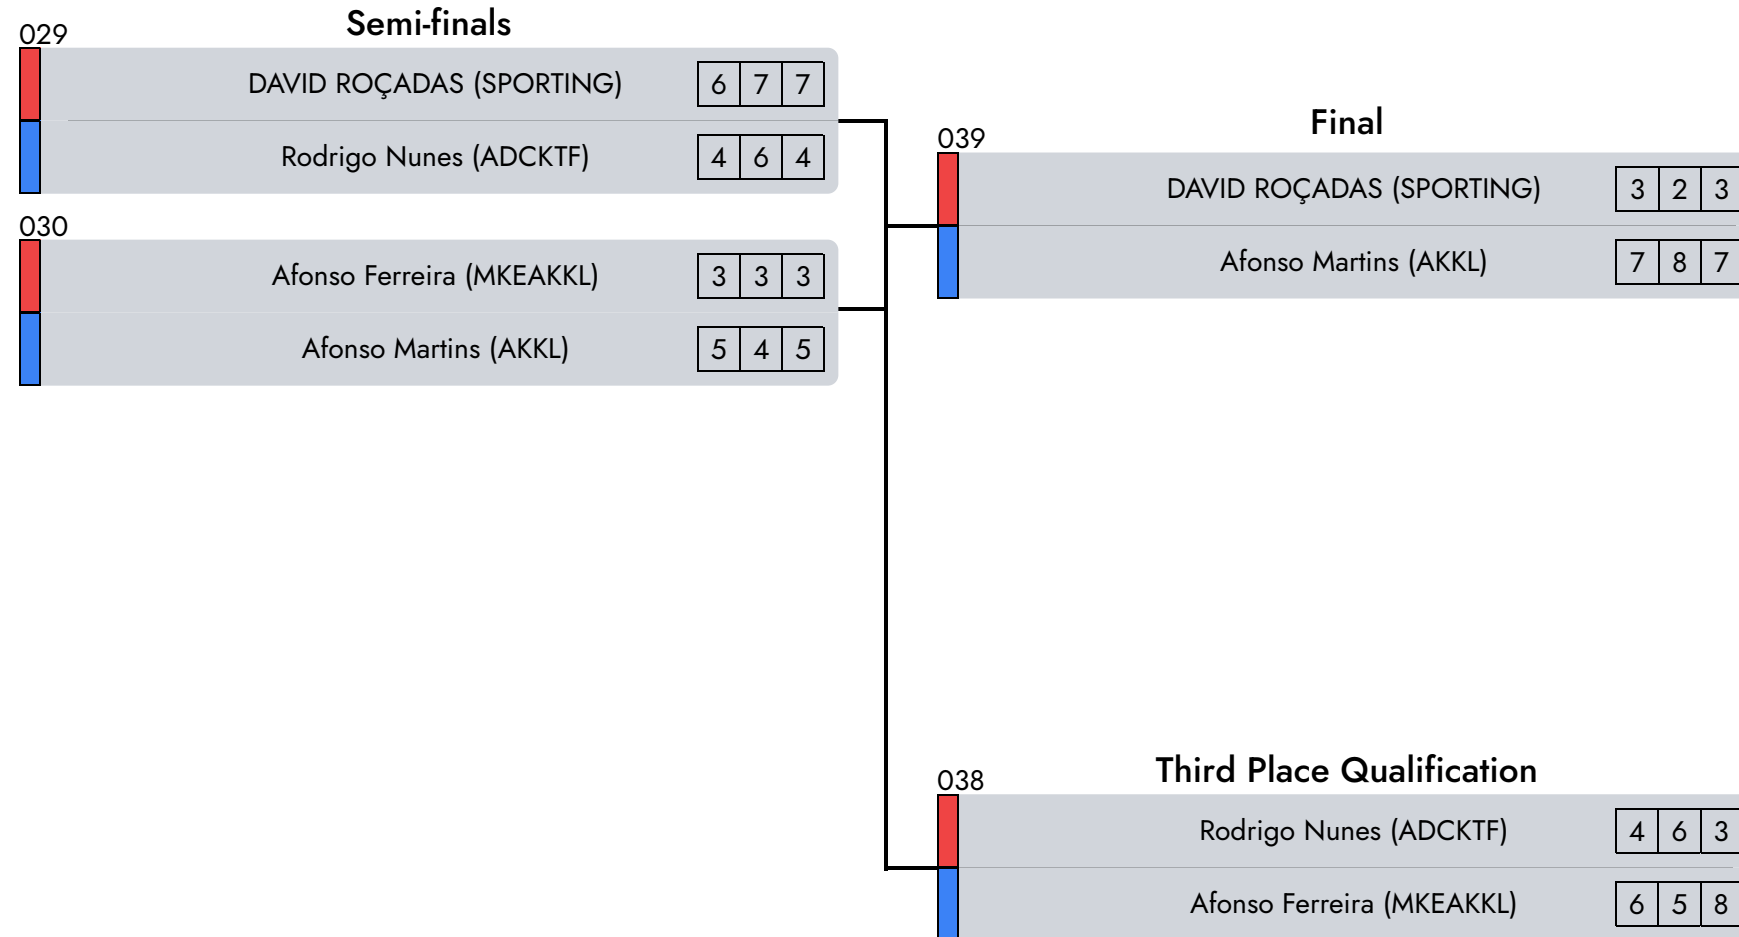 Semi-finals
029
DAVID ROÇADAS (SPORTING) 6 7 7
Rodrigo Nunes (ADCKTF) 4 6 4
030
Afonso Ferreira (MKEAKKL) 3 3 3
Afonso Martins (AKKL) 5 4 5
Final
039
DAVID ROÇADAS (SPORTING) 3 2 3
Afonso Martins (AKKL) 7 8 7
Third Place Qualification
038
Rodrigo Nunes (ADCKTF) 4 6 3
Afonso Ferreira (MKEAKKL) 6 5 8